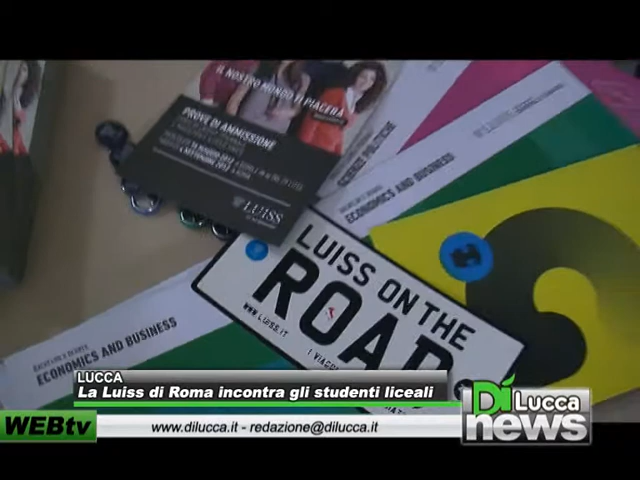 IL NOSTRO MONDO TI PIACERÀ
PROVE DI AMMISSIONE
LUISS
SCIENZE POLITICHE
ECONOMICS AND BUSINESS
LUISS ON THE
ROAD
WWW.LUISS.IT
I VIAGG
ECONOMICS AND BUSINESS
LUCCA
La Luiss di Roma incontra gli studenti liceali
WEBtv
www.dilucca.it - redazione@dilucca.it
Dì LUCCA
news